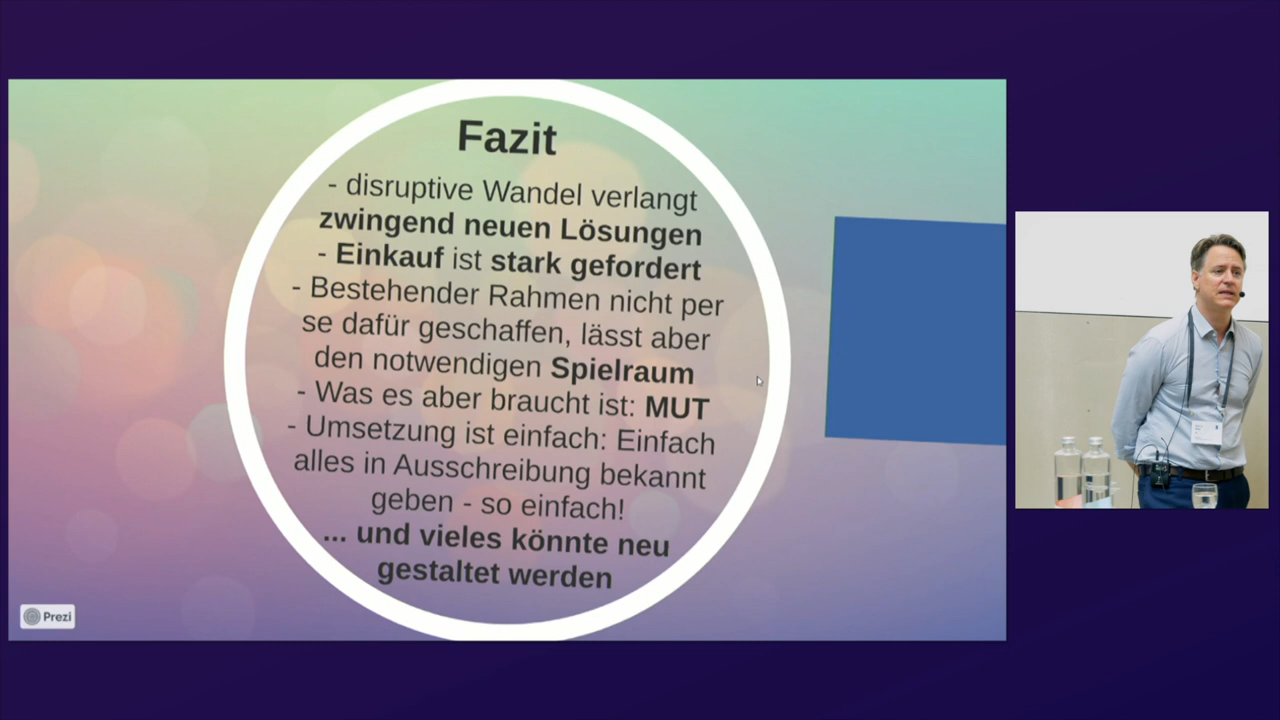 Fazit
- disruptive Wandel verlangt
zwingend neuen Lösungen
- Einkauf ist stark gefordert
- Bestehender Rahmen nicht per
se dafür geschaffen, lässt aber
den notwendigen Spielraum
- Was es aber braucht ist: MUT
- Umsetzung ist einfach: Einfach
alles in Ausschreibung bekannt
geben - so einfach!
... und vieles könnte neu
gestaltet werden
Prezi